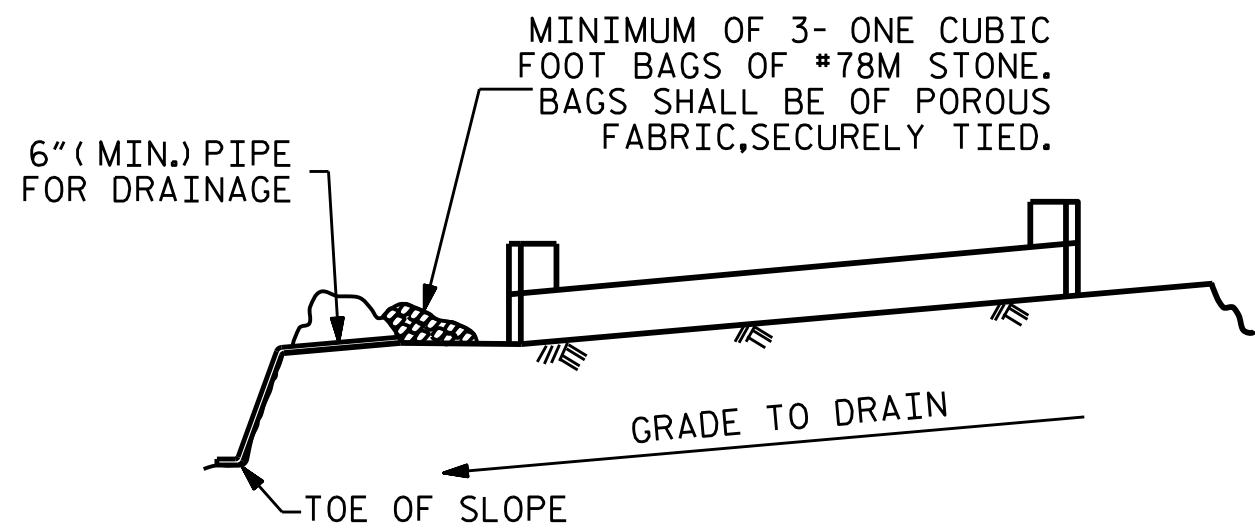 MINIMUM OF 3- ONE CUBIC
FOOT BAGS OF #78M STONE.
BAGS SHALL BE OF POROUS
FABRIC,SECURELY TIED.
6"(MIN.) PIPE
FOR DRAINAGE
GRADE TO DRAIN
TOE OF SLOPE